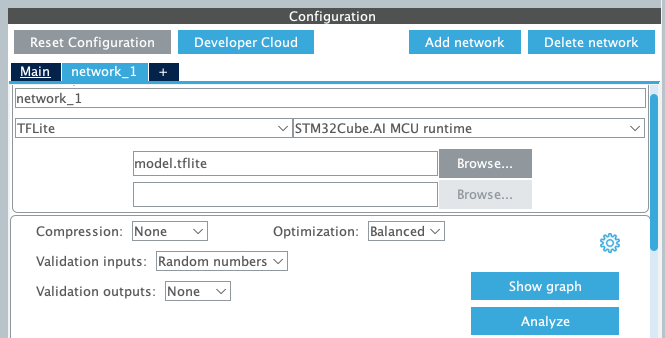 Configuration
Reset Configuration Developer Cloud Add network Delete network
Main network_1 +
network_1
TFLite STM32Cube.AI MCU runtime
model.tflite Browse...
Browse...
Compression: None Optimization: Balanced
Validation inputs: Random numbers
Validation outputs: None
Show graph
Analyze